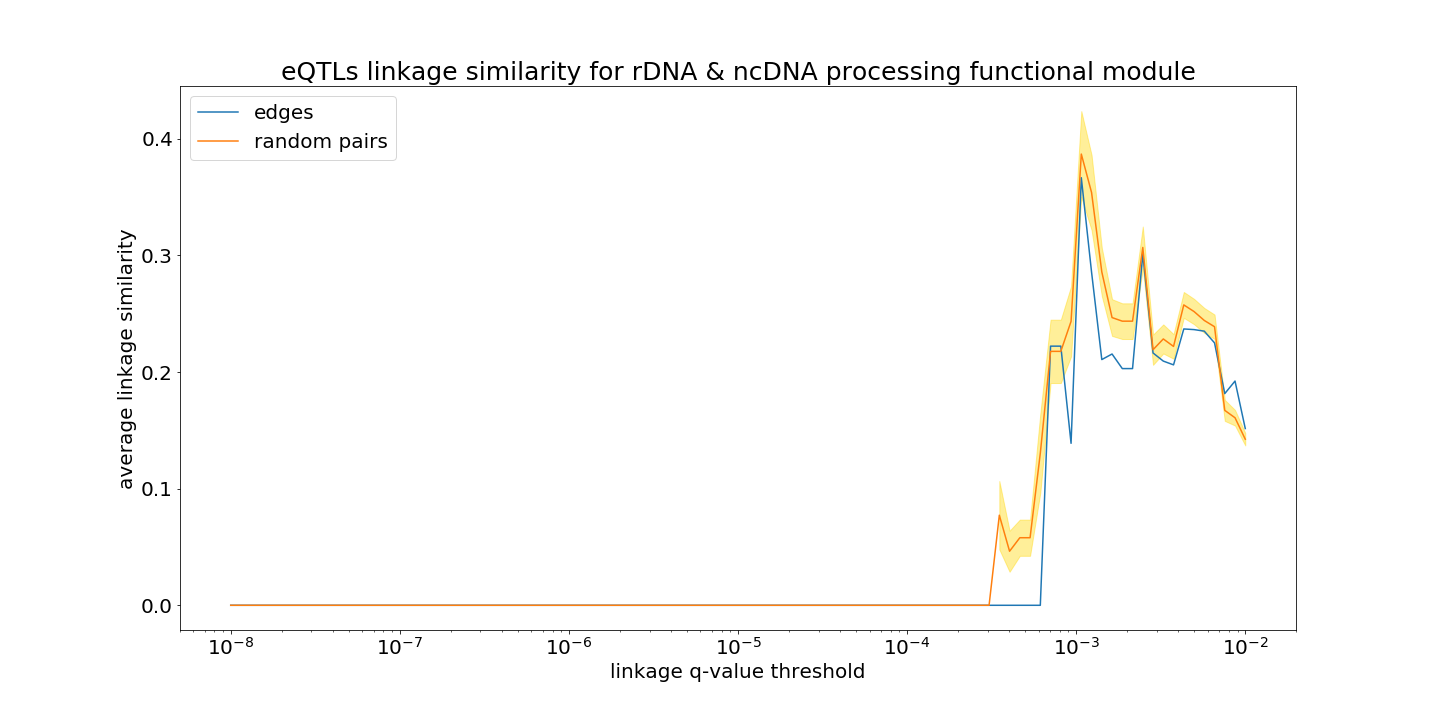 eQTLs linkage similarity for rDNA & ncDNA processing functional module
edges
random pairs
average linkage similarity
0.4
0.3
0.2
0.1
0.0
10⁻⁸ 10⁻⁷ 10⁻⁶ 10⁻⁵ 10⁻⁴ 10⁻³ 10⁻²
linkage q-value threshold